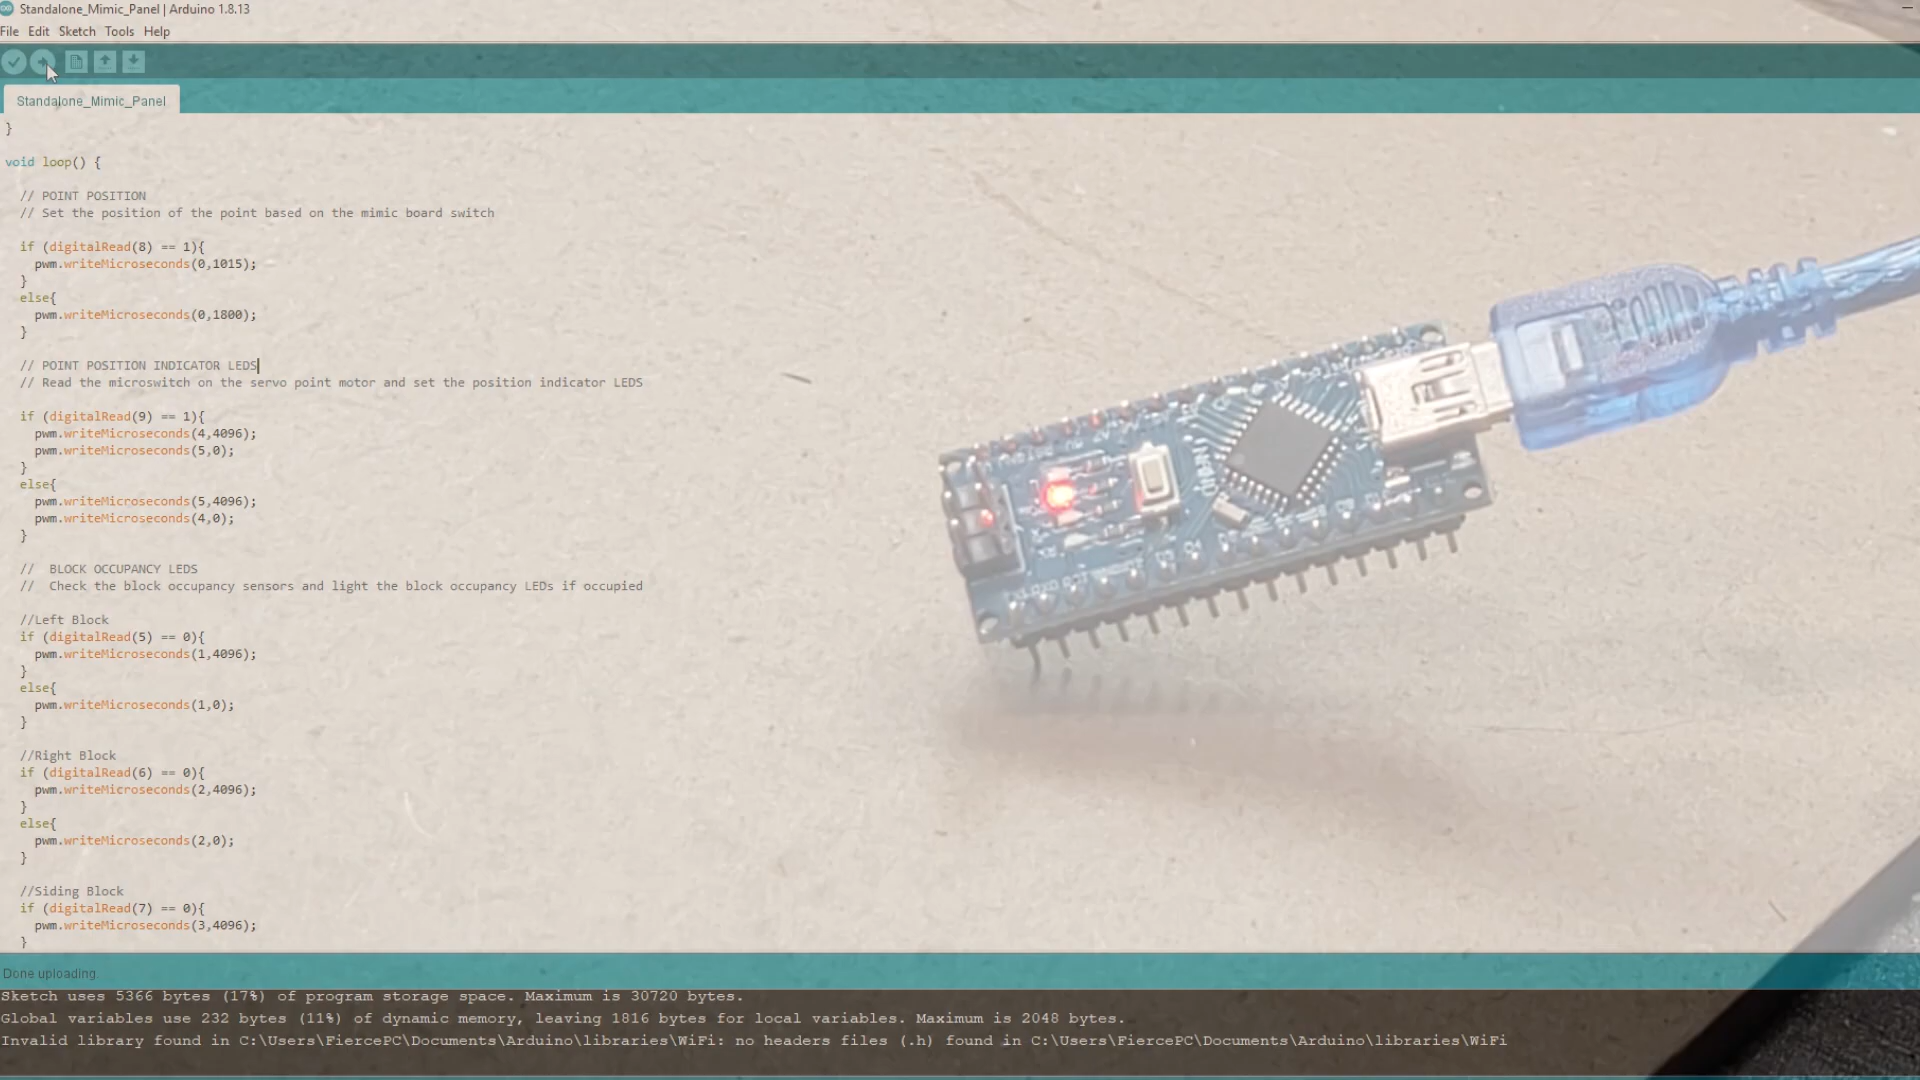 Standalone_Mimic_Panel | Arduino 1.8.13
File Edit Sketch Tools Help
Standalone_Mimic_Panel
}
void loop() {
// POINT POSITION
// Set the position of the point based on the mimic board switch
if (digitalRead(8) == 1){
pwm.writeMicroseconds(0,1015);
}
else{
pwm.writeMicroseconds(0,1800);
}
// POINT POSITION INDICATOR LEDS
// Read the microswitch on the servo point motor and set the position indicator LEDS
if (digitalRead(9) == 1){
pwm.writeMicroseconds(4,4096);
pwm.writeMicroseconds(5,0);
}
else{
pwm.writeMicroseconds(5,4096);
pwm.writeMicroseconds(4,0);
}
//  BLOCK OCCUPANCY LEDS
//  Check the block occupancy sensors and light the block occupancy LEDs if occupied
//Left Block
if (digitalRead(5) == 0){
pwm.writeMicroseconds(1,4096);
}
else{
pwm.writeMicroseconds(1,0);
}
//Right Block
if (digitalRead(6) == 0){
pwm.writeMicroseconds(2,4096);
}
else{
pwm.writeMicroseconds(2,0);
}
//Siding Block
if (digitalRead(7) == 0){
pwm.writeMicroseconds(3,4096);
}
Done uploading.
Sketch uses 5366 bytes (17%) of program storage space. Maximum is 30720 bytes.
Global variables use 232 bytes (11%) of dynamic memory, leaving 1816 bytes for local variables. Maximum is 2048 bytes.
Invalid library found in C:\Users\FiercePC\Documents\Arduino\libraries\WiFi: no headers files (.h) found in C:\Users\FiercePC\Documents\Arduino\libraries\WiFi